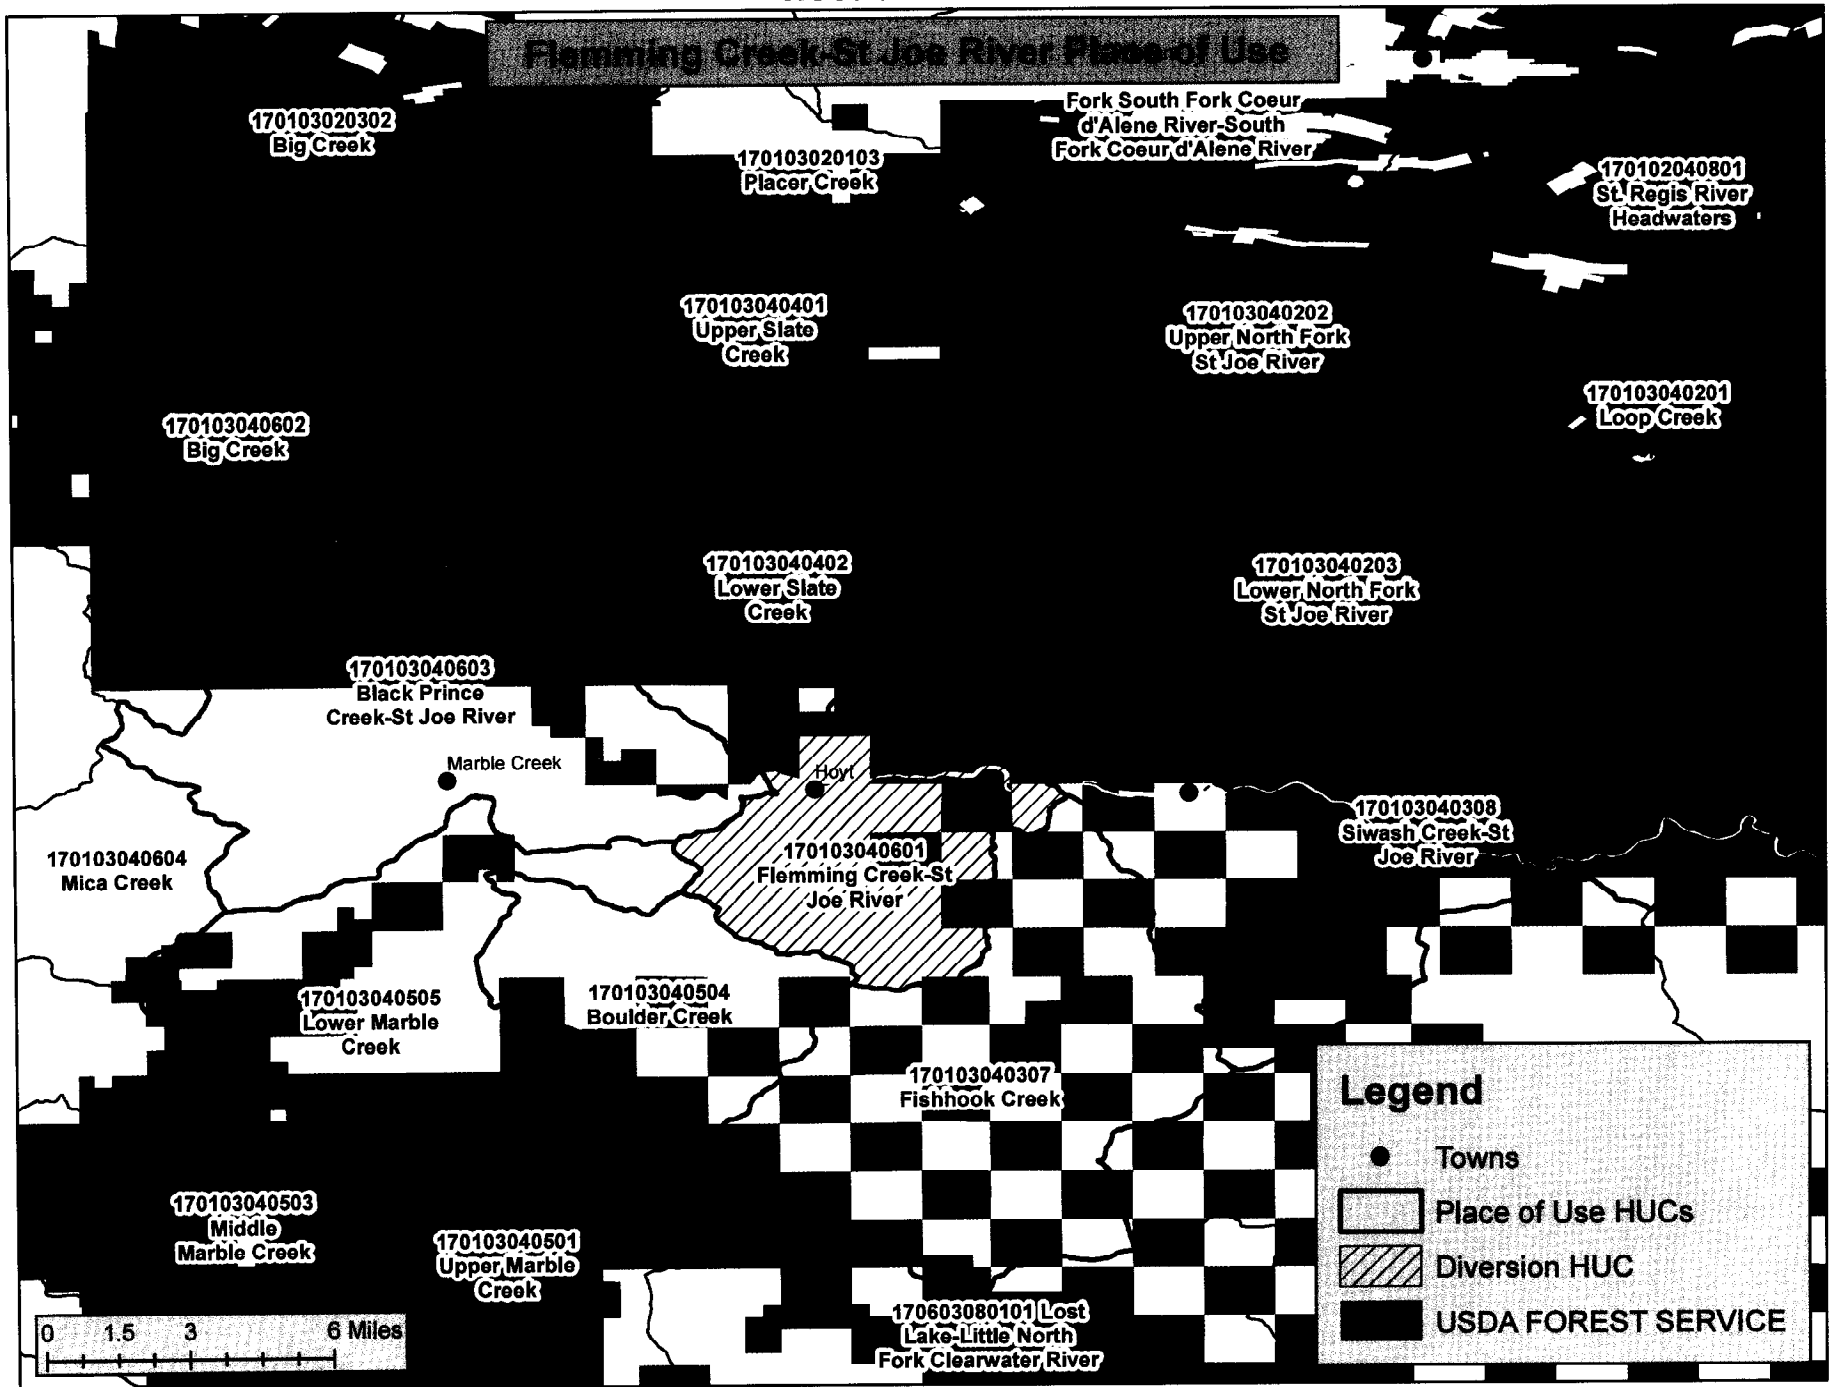 Flemming Creek-St Joe River Place of Use
170103020302
Big Creek
170103020103
Placer Creek
Fork South Fork Coeur
d'Alene River-South
Fork Coeur d'Alene River
170102040801
St. Regis River
Headwaters
170103040401
Upper Slate
Creek
170103040202
Upper North Fork
St Joe River
170103040201
Loop Creek
170103040602
Big Creek
170103040402
Lower Slate
Creek
170103040203
Lower North Fork
St Joe River
170103040603
Black Prince
Creek-St Joe River
Marble Creek
Hoyt
170103040308
Siwash Creek-St
Joe River
170103040604
Mica Creek
170103040601
Flemming Creek-St
Joe River
170103040505
Lower Marble
Creek
170103040504
Boulder Creek
170103040307
Fishhook Creek
170103040503
Middle
Marble Creek
170103040501
Upper Marble
Creek
170603080101 Lost
Lake-Little North
Fork Clearwater River
Legend
Towns
Place of Use HUCs
Diversion HUC
USDA FOREST SERVICE
0 1.5 3 6 Miles